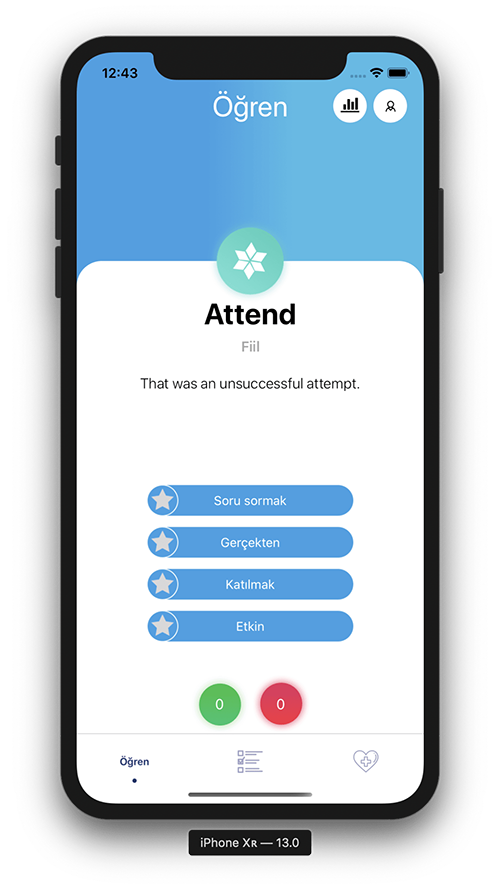 12:43
Öğren
Attend
Fiil
That was an unsuccessful attempt.
Soru sormak
Gerçekten
Katılmak
Etkin
0 0
Öğren
iPhone Xʀ — 13.0